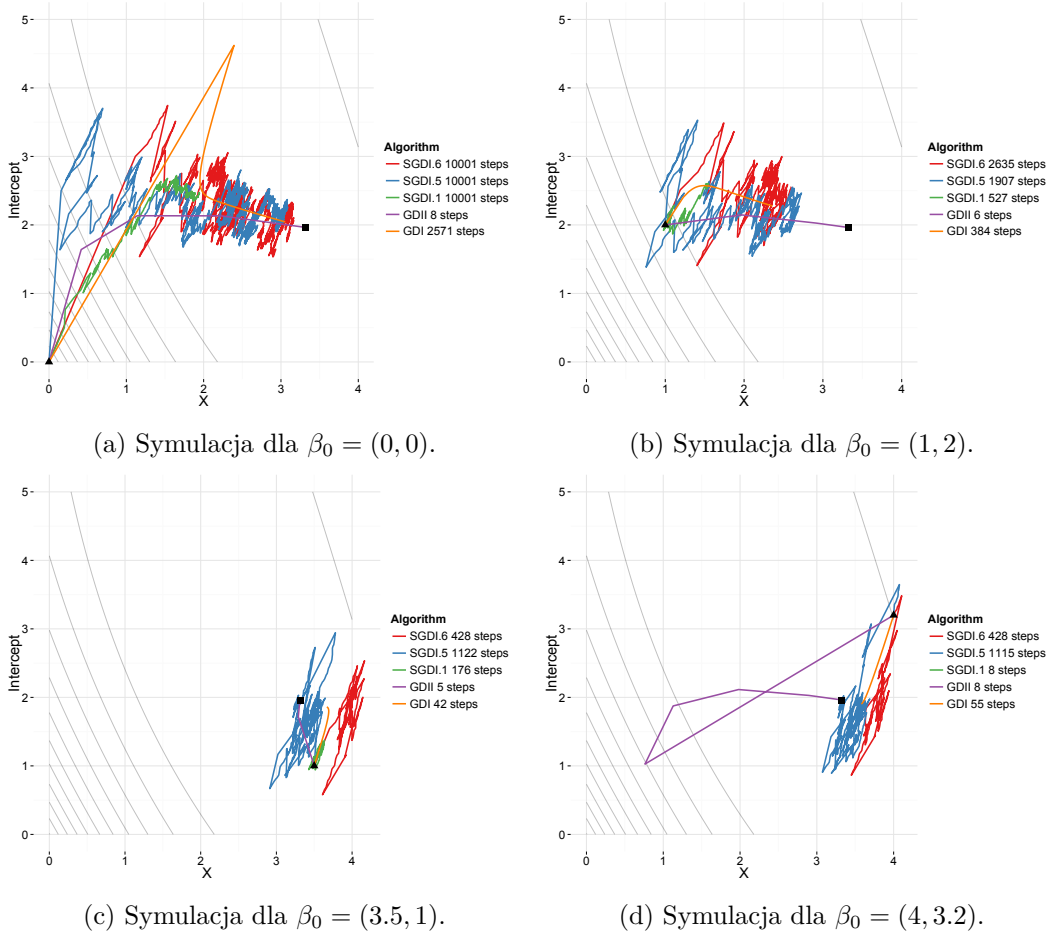 5
4
3
2
1
0
Intercept
0
1
2
3
4
X
Algorithm
SGDI.6 10001 steps
SGDI.5 10001 steps
SGDI.1 10001 steps
GDII 8 steps
GDI 2571 steps
(a) Symulacja dla β₀ = (0, 0).
5
4
3
2
1
0
Intercept
0
1
2
3
4
X
Algorithm
SGDI.6 2635 steps
SGDI.5 1907 steps
SGDI.1 527 steps
GDII 6 steps
GDI 384 steps
(b) Symulacja dla β₀ = (1, 2).
5
4
3
2
1
0
Intercept
0
1
2
3
4
X
Algorithm
SGDI.6 428 steps
SGDI.5 1122 steps
SGDI.1 176 steps
GDII 5 steps
GDI 42 steps
(c) Symulacja dla β₀ = (3.5, 1).
5
4
3
2
1
0
Intercept
0
1
2
3
4
X
Algorithm
SGDI.6 428 steps
SGDI.5 1115 steps
SGDI.1 8 steps
GDII 8 steps
GDI 55 steps
(d) Symulacja dla β₀ = (4, 3.2).